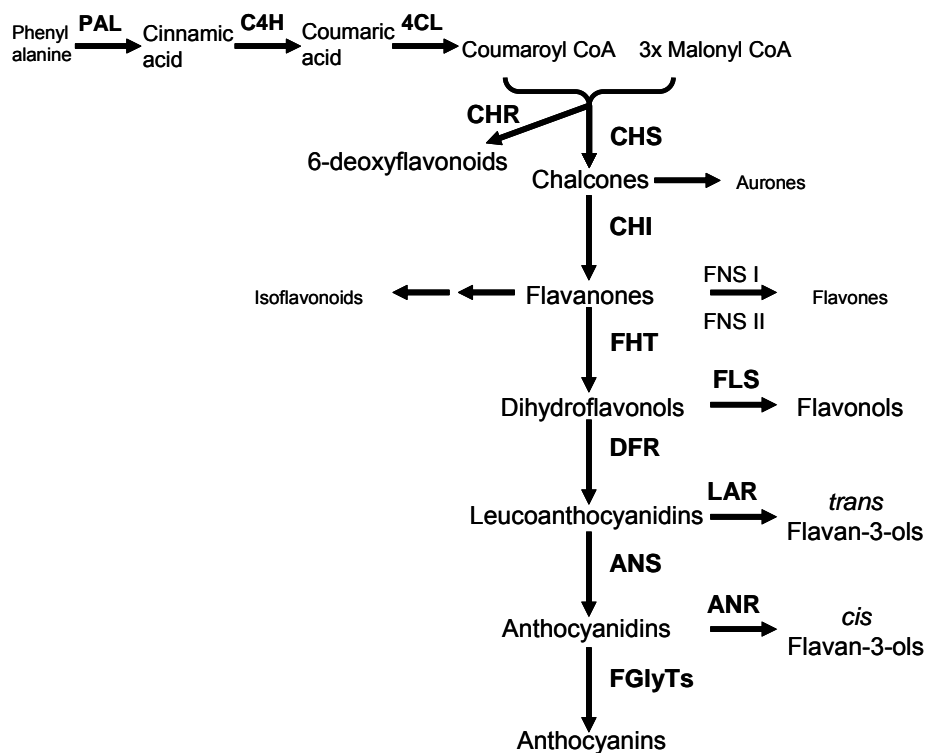 Phenyl
alanine
PAL
Cinnamic
acid
C4H
Coumaric
acid
4CL
Coumaroyl CoA
3x Malonyl CoA
CHR
CHS
6-deoxyflavonoids
Chalcones
Aurones
CHI
Isoflavonoids
Flavanones
FNS I
FNS II
Flavones
FHT
Dihydroflavonols
FLS
Flavonols
DFR
Leucoanthocyanidins
LAR
trans
Flavan-3-ols
ANS
Anthocyanidins
ANR
cis
Flavan-3-ols
FGlyTs
Anthocyanins